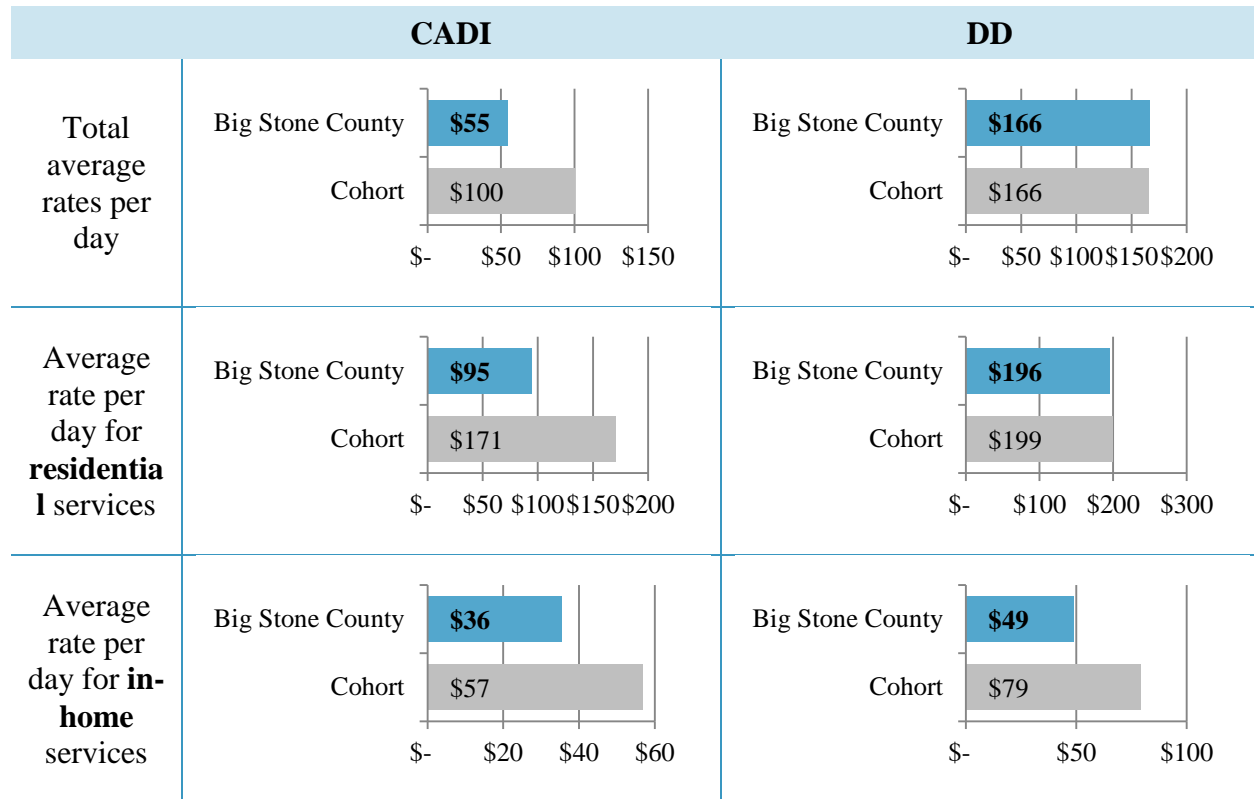 CADI DD
Total
average
rates per
day
Big Stone County $55
Cohort $100
$- $50 $100 $150
Big Stone County $166
Cohort $166
$- $50 $100 $150 $200
Average
rate per
day for
residentia
l services
Big Stone County $95
Cohort $171
$- $50 $100 $150 $200
Big Stone County $196
Cohort $199
$- $100 $200 $300
Average
rate per
day for in-
home
services
Big Stone County $36
Cohort $57
$- $20 $40 $60
Big Stone County $49
Cohort $79
$- $50 $100